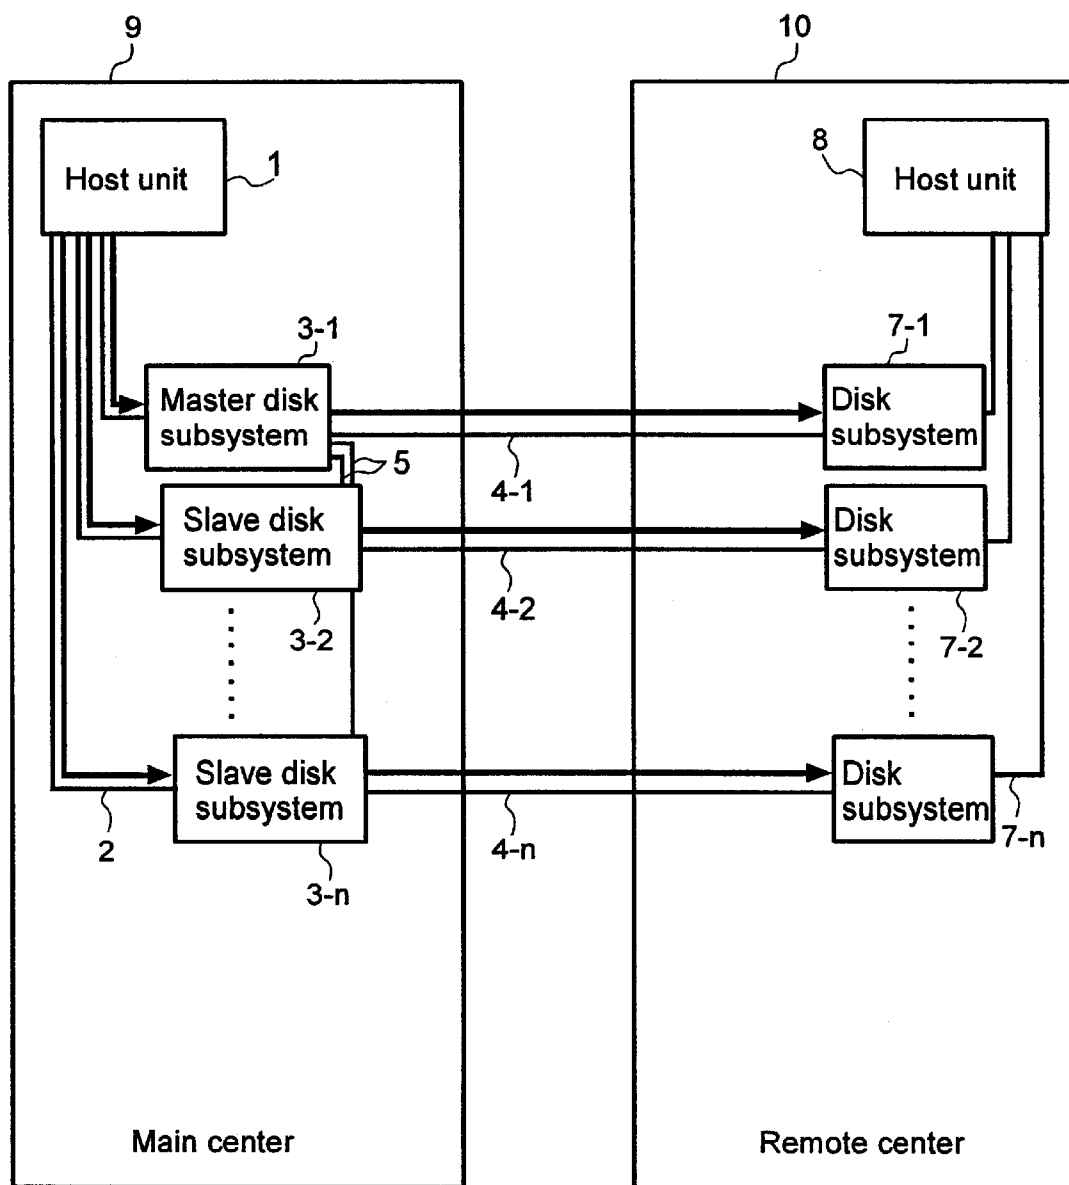 9
10
Host unit
1
8
Host unit
3-1
7-1
Master disk
subsystem
Disk
subsystem
5
4-1
Slave disk
subsystem
Disk
subsystem
4-2
3-2
7-2
Slave disk
subsystem
Disk
subsystem
2
4-n
7-n
3-n
Main center
Remote center